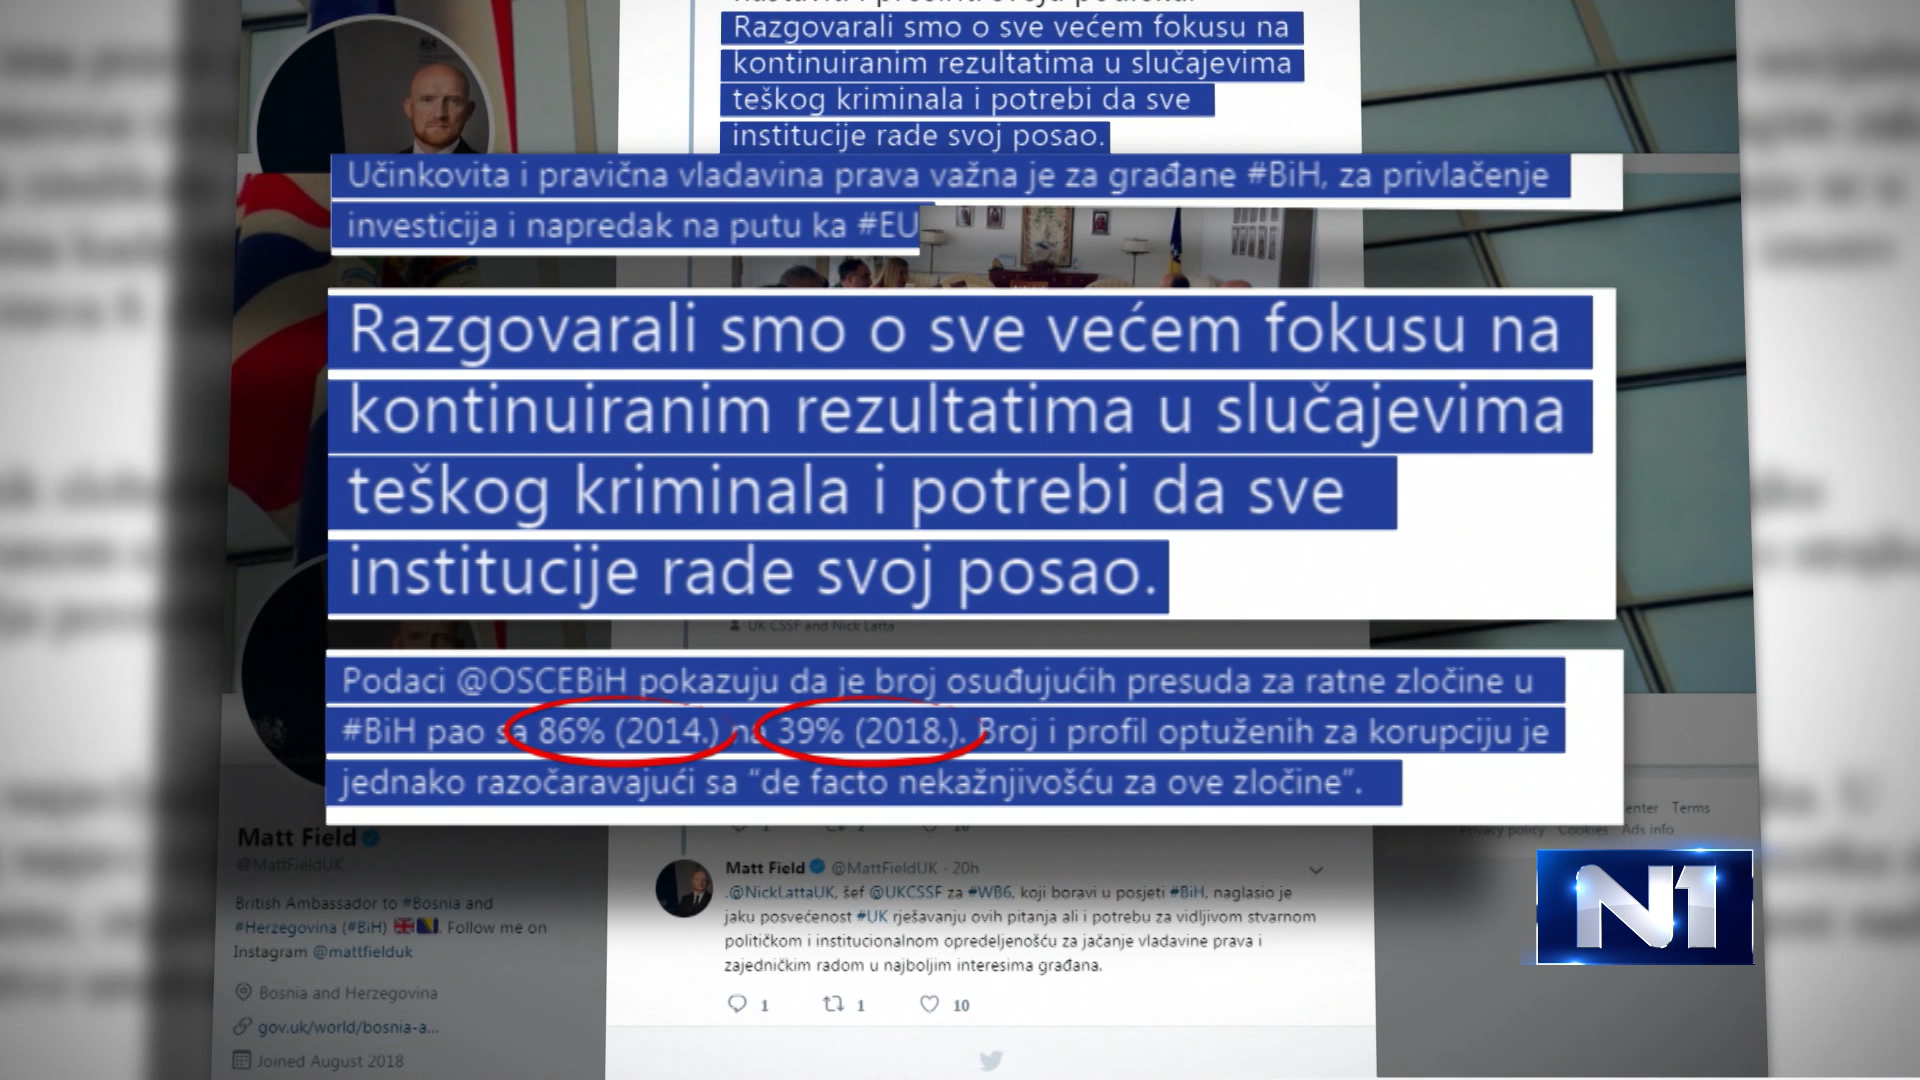 Razgovarali smo o sve većem fokusu na
kontinuiranim rezultatima u slučajevima
teškog kriminala i potrebi da sve
institucije rade svoj posao.
Učinkovita i pravična vladavina prava važna je za građane #BiH, za privlačenje
investicija i napredak na putu ka #EU
Razgovarali smo o sve većem fokusu na
kontinuiranim rezultatima u slučajevima
teškog kriminala i potrebi da sve
institucije rade svoj posao.
UK CSSF and Nick Latta
Podaci @OSCEBiH pokazuju da je broj osuđujućih presuda za ratne zločine u
#BiH pao sa 86% (2014.) na 39% (2018.). Broj i profil optuženih za korupciju je
jednako razočaravajući sa “de facto nekažnjivošću za ove zločine”.
Matt Field
@MattFieldUK
British Ambassador to #Bosnia and
#Herzegovina (#BiH) . Follow me on
Instagram @mattfielduk
Bosnia and Herzegovina
gov.uk/world/bosnia-a...
Joined August 2018
Matt Field @MattFieldUK · 20h
.@NickLattaUK, šef @UKCSSF za #WB6, koji boravi u posjeti #BiH, naglasio je
jaku posvećenost #UK rješavanju ovih pitanja ali i potrebu za vidljivom stvarnom
političkom i institucionalnom opredeljenošću za jačanje vladavine prava i
zajedničkim radom u najboljim interesima građana.
1 1 10
Terms
Privacy policy Cookies Ads info
N1